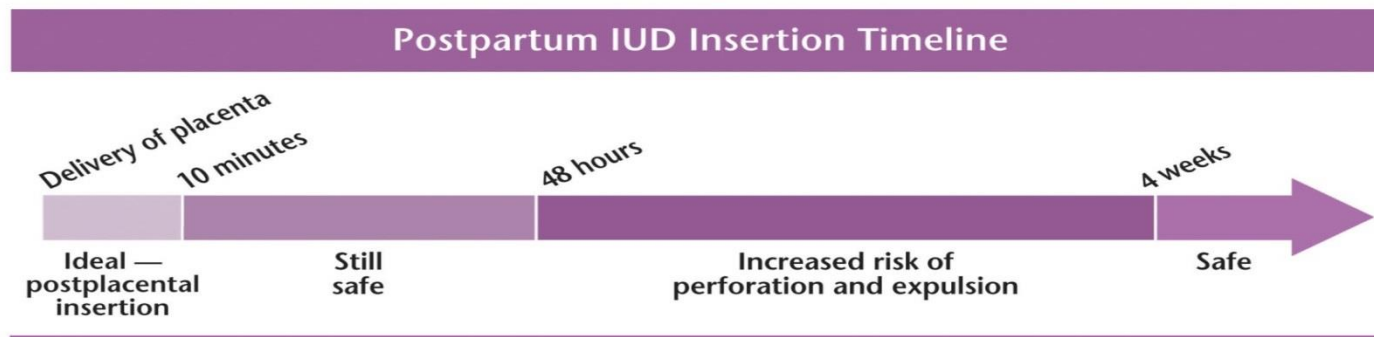 Postpartum IUD Insertion Timeline
Delivery of placenta
10 minutes
48 hours
4 weeks
Ideal —
postplacental
insertion
Still
safe
Increased risk of
perforation and expulsion
Safe